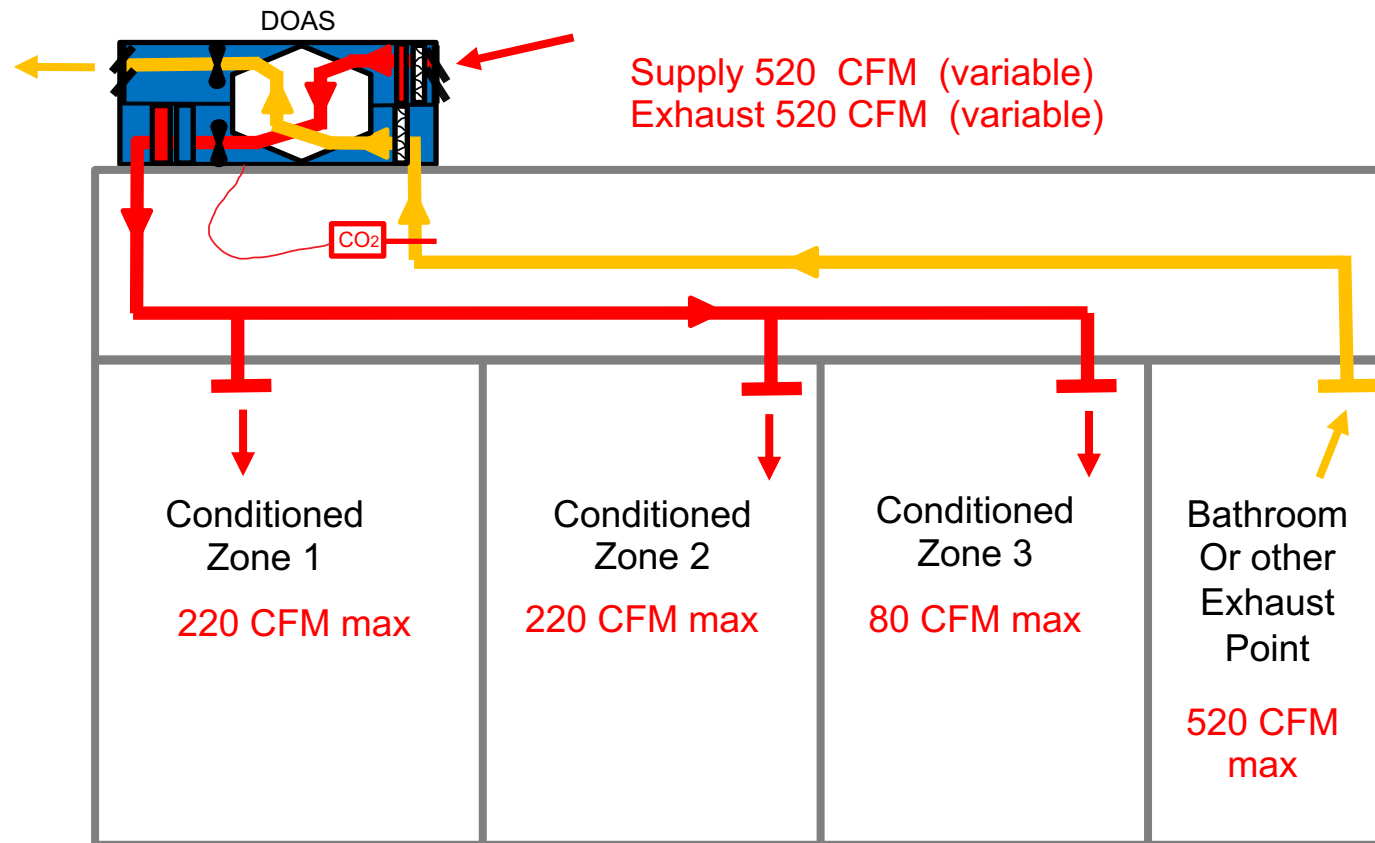 DOAS
Supply 520 CFM (variable)
Exhaust 520 CFM (variable)
CO2
Conditioned
Zone 1
220 CFM max
Conditioned
Zone 2
220 CFM max
Conditioned
Zone 3
80 CFM max
Bathroom
Or other
Exhaust
Point
520 CFM
max